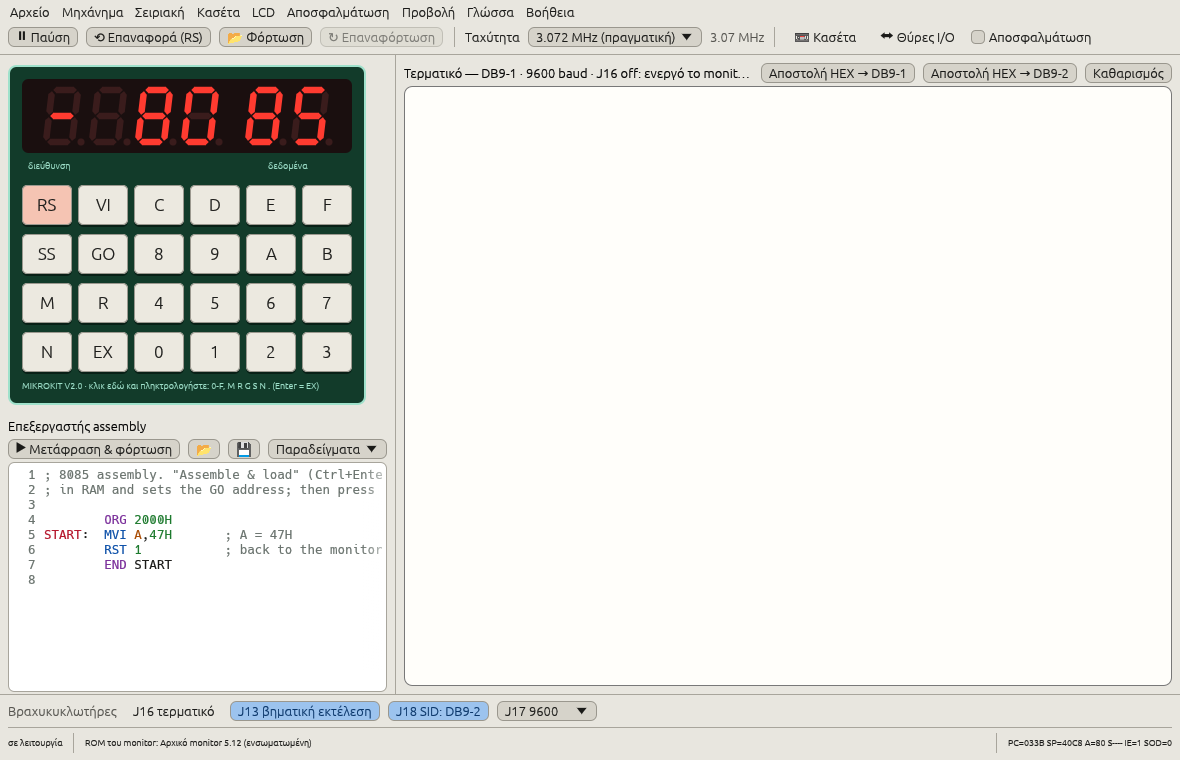 Αρχείο Μηχάνημα Σειριακή Κασέτα LCD Αποσφαλμάτωση Προβολή Γλώσσα Βοήθεια
Παύση Επαναφορά (RS) Φόρτωση Επαναφόρτωση Ταχύτητα 3.072 MHz (πραγματική) 3.07 MHz Κασέτα Θύρες I/O Αποσφαλμάτωση
- 80 85
διεύθυνση δεδομένα
RS VI C D E F
SS GO 8 9 A B
M R 4 5 6 7
N EX 0 1 2 3
MIKROKIT V2.0 · κλικ εδώ και πληκτρολογήστε: 0-F, M R G S N . (Enter = EX)
Τερματικό — DB9-1 · 9600 baud · J16 off: ενεργό το monit… Αποστολή HEX → DB9-1 Αποστολή HEX → DB9-2 Καθαρισμός
Επεξεργαστής assembly
Μετάφραση & φόρτωση Παραδείγματα
1 ; 8085 assembly. "Assemble & load" (Ctrl+Ente
2 ; in RAM and sets the GO address; then press
3
4 ORG 2000H
5 START: MVI A,47H ; A = 47H
6 RST 1 ; back to the monitor
7 END START
8
Βραχυκυκλωτήρες J16 τερματικό J13 βηματική εκτέλεση J18 SID: DB9-2 J17 9600
σε λειτουργία ROM του monitor: Αρχικό monitor 5.12 (ενσωματωμένη) PC=033B SP=40C8 A=80 S---- IE=1 SOD=0